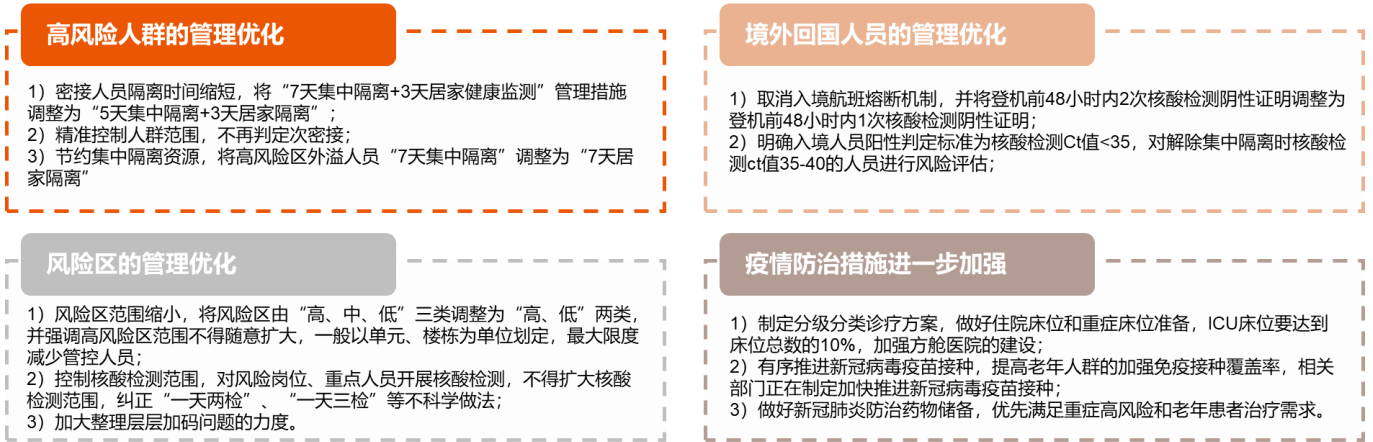 高风险人群的管理优化
1）密接人员隔离时间缩短，将“7天集中隔离+3天居家健康监测”管理措施
调整为“5天集中隔离+3天居家隔离”；
2）精准控制人群范围，不再判定次密接；
3）节约集中隔离资源，将高风险区外溢人员“7天集中隔离”调整为“7天居
家隔离”
境外回国人员的管理优化
1）取消入境航班熔断机制，并将登机前48小时内2次核酸检测阴性证明调整为
登机前48小时内1次核酸检测阴性证明；
2）明确入境人员阳性判定标准为核酸检测Ct值<35，对解除集中隔离时核酸检
测ct值35-40的人员进行风险评估；
风险区的管理优化
1）风险区范围缩小，将风险区由“高、中、低”三类调整为“高、低”两类，
并强调高风险区范围不得随意扩大，一般以单元、楼栋为单位划定，最大限度
减少管控人员；
2）控制核酸检测范围，对风险岗位、重点人员开展核酸检测，不得扩大核酸
检测范围，纠正“一天两检”、“一天三检”等不科学做法；
3）加大整理层层加码问题的力度。
疫情防治措施进一步加强
1）制定分级分类诊疗方案，做好住院床位和重症床位准备，ICU床位要达到
床位总数的10%，加强方舱医院的建设；
2）有序推进新冠病毒疫苗接种，提高老年人群的加强免疫接种覆盖率，相关
部门正在制定加快推进新冠病毒疫苗接种；
3）做好新冠肺炎防治药物储备，优先满足重症高风险和老年患者治疗需求。